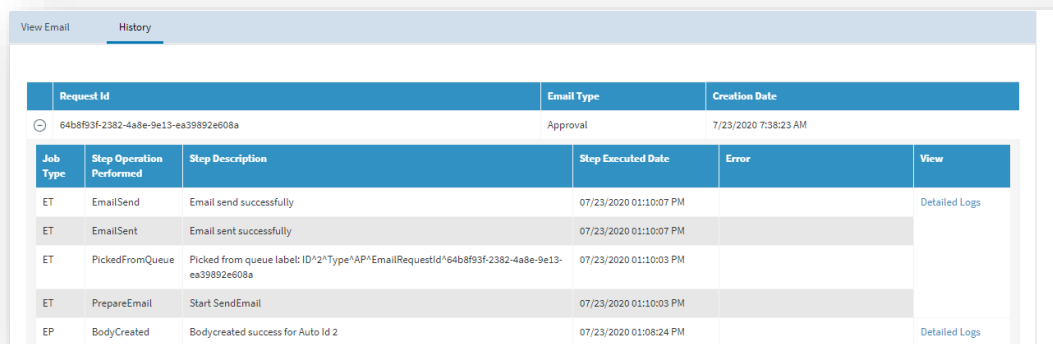 View Email History
Request Id Email Type Creation Date
64b8f93f-2382-4a8e-9e13-ea39892e608a Approval 7/23/2020 7:38:23 AM
Job Type Step Operation Performed Step Description Step Executed Date Error View
ET EmailSend Email send successfully 07/23/2020 01:10:07 PM Detailed Logs
ET EmailSent Email sent successfully 07/23/2020 01:10:07 PM
ET PickedFromQueue Picked from queue label: ID^2^Type^AP^EmailRequestId^64b8f93f-2382-4a8e-9e13- 07/23/2020 01:10:03 PM
ea39892e608a
ET PrepareEmail Start SendEmail 07/23/2020 01:10:03 PM
EP BodyCreated Bodycreated success for Auto Id 2 07/23/2020 01:08:24 PM Detailed Logs